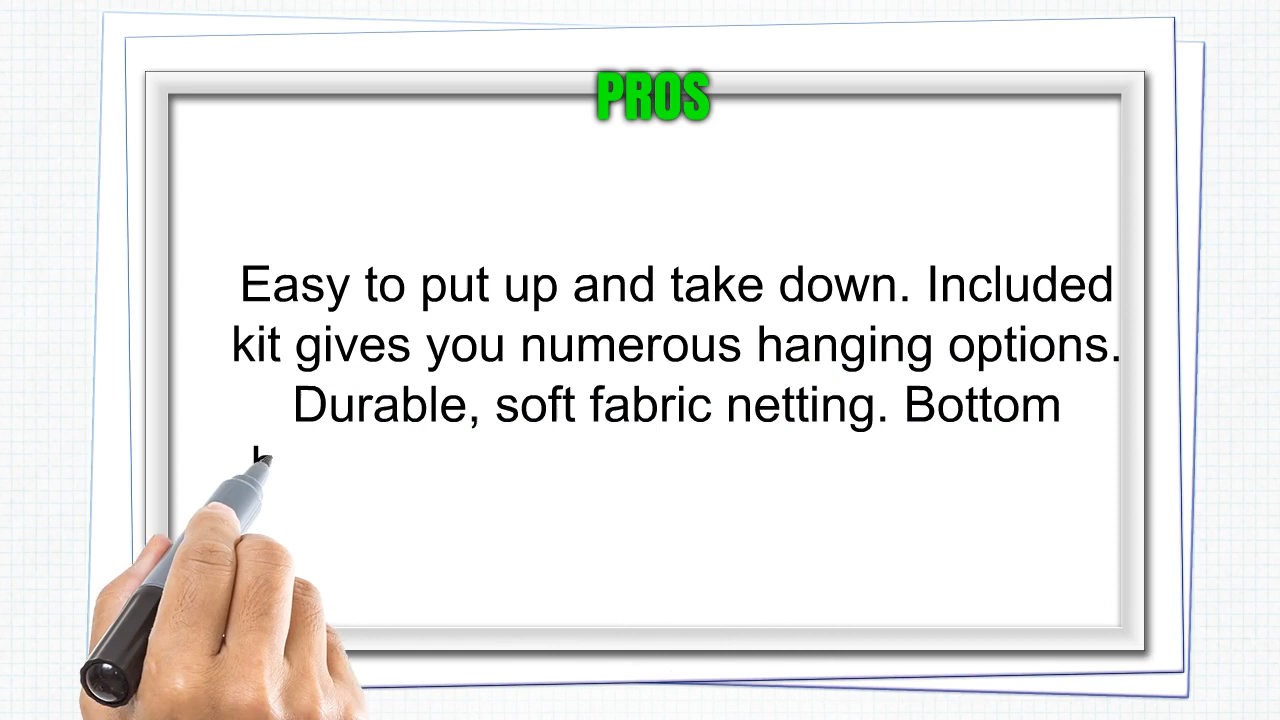 PROS
Easy to put up and take down. Included
kit gives you numerous hanging options.
Durable, soft fabric netting. Bottom